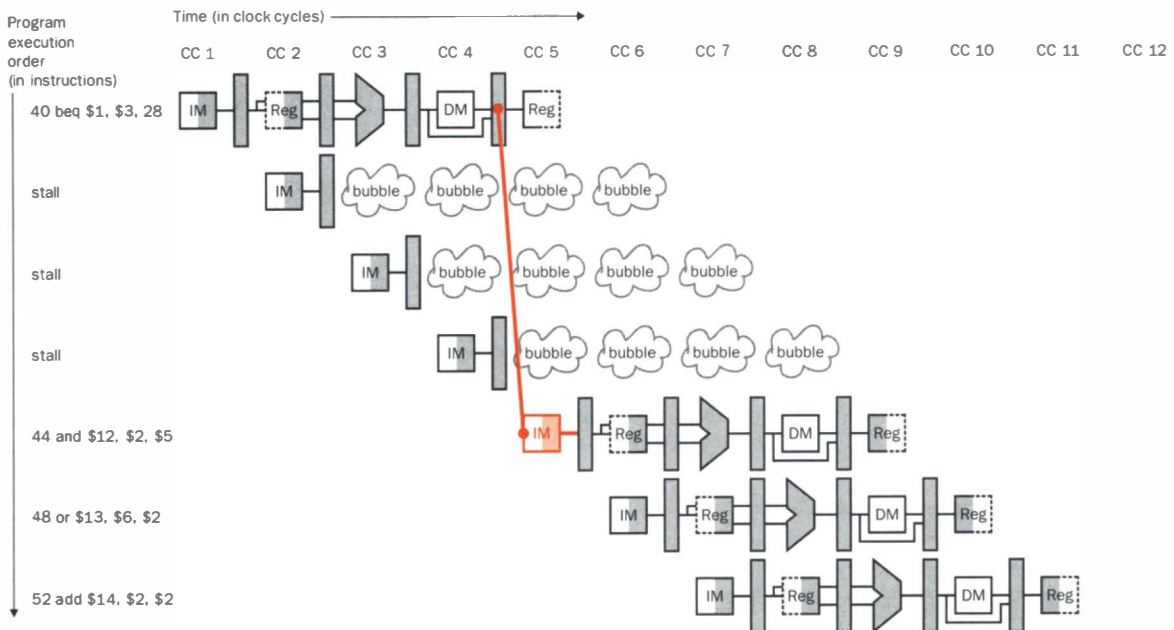 Time (in clock cycles)
Program
execution
order
(in instructions)
CC 1 CC 2 CC 3 CC 4 CC 5 CC 6 CC 7 CC 8 CC 9 CC 10 CC 11 CC 12
40 beq $1, $3, 28 IM Reg DM Reg
stall IM bubble bubble bubble bubble
stall IM bubble bubble bubble bubble
stall IM bubble bubble bubble bubble
44 and $12, $2, $5 IM Reg DM Reg
48 or $13, $6, $2 IM Reg DM Reg
52 add $14, $2, $2 IM Reg DM Reg